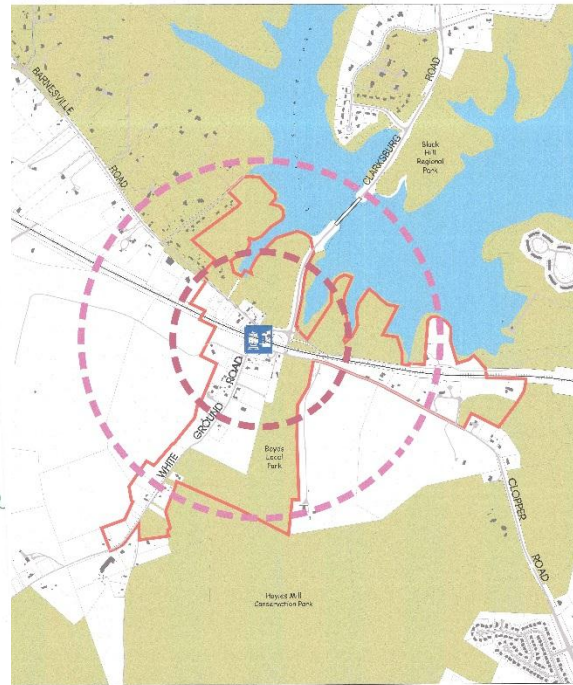 BARNESVILLE
ROAD
CLARKSBURG
ROAD
Black
Hill
Regional
Park
WHITE
GROUND
ROAD
Boyds
Local
Park
CLOPPER
ROAD
Hoyles Mill
Conservation Park